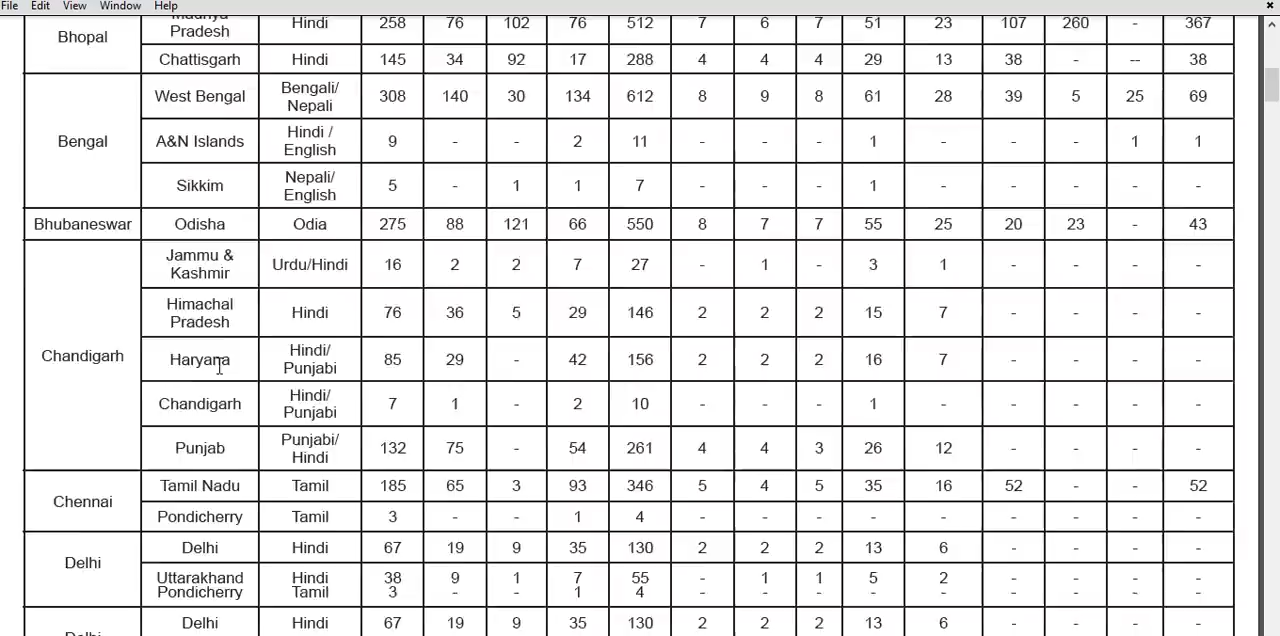 File Edit View Window Help
Bhopal Madhya Pradesh Hindi 258 76 102 76 512 7 6 7 51 23 107 260 - 367
Chattisgarh Hindi 145 34 92 17 288 4 4 4 29 13 38 - -- 38
Bengal West Bengal Bengali/ Nepali 308 140 30 134 612 8 9 8 61 28 39 5 25 69
A&N Islands Hindi / English 9 - - 2 11 - - - 1 - - - 1 1
Sikkim Nepali/ English 5 - 1 1 7 - - - 1 - - - - -
Bhubaneswar Odisha Odia 275 88 121 66 550 8 7 7 55 25 20 23 - 43
Chandigarh Jammu & Kashmir Urdu/Hindi 16 2 2 7 27 - 1 - 3 1 - - - -
Himachal Pradesh Hindi 76 36 5 29 146 2 2 2 15 7 - - - -
Haryana Hindi/ Punjabi 85 29 - 42 156 2 2 2 16 7 - - - -
Chandigarh Hindi/ Punjabi 7 1 - 2 10 - - - 1 - - - -
Punjab Punjabi/ Hindi 132 75 - 54 261 4 4 3 26 12 - - - -
Chennai Tamil Nadu Tamil 185 65 3 93 346 5 4 5 35 16 52 - - 52
Pondicherry Tamil 3 - - 1 4 - - - - - - - - -
Delhi Delhi Hindi 67 19 9 35 130 2 2 2 13 6 - - - -
Uttarakhand Hindi 38 9 1 7 55 - 1 1 5 2 - - - -
Pondicherry Tamil 3 - - 1 4 - - - - - - - - -
Delhi Delhi Hindi 67 19 9 35 130 2 2 2 13 6 - - - -